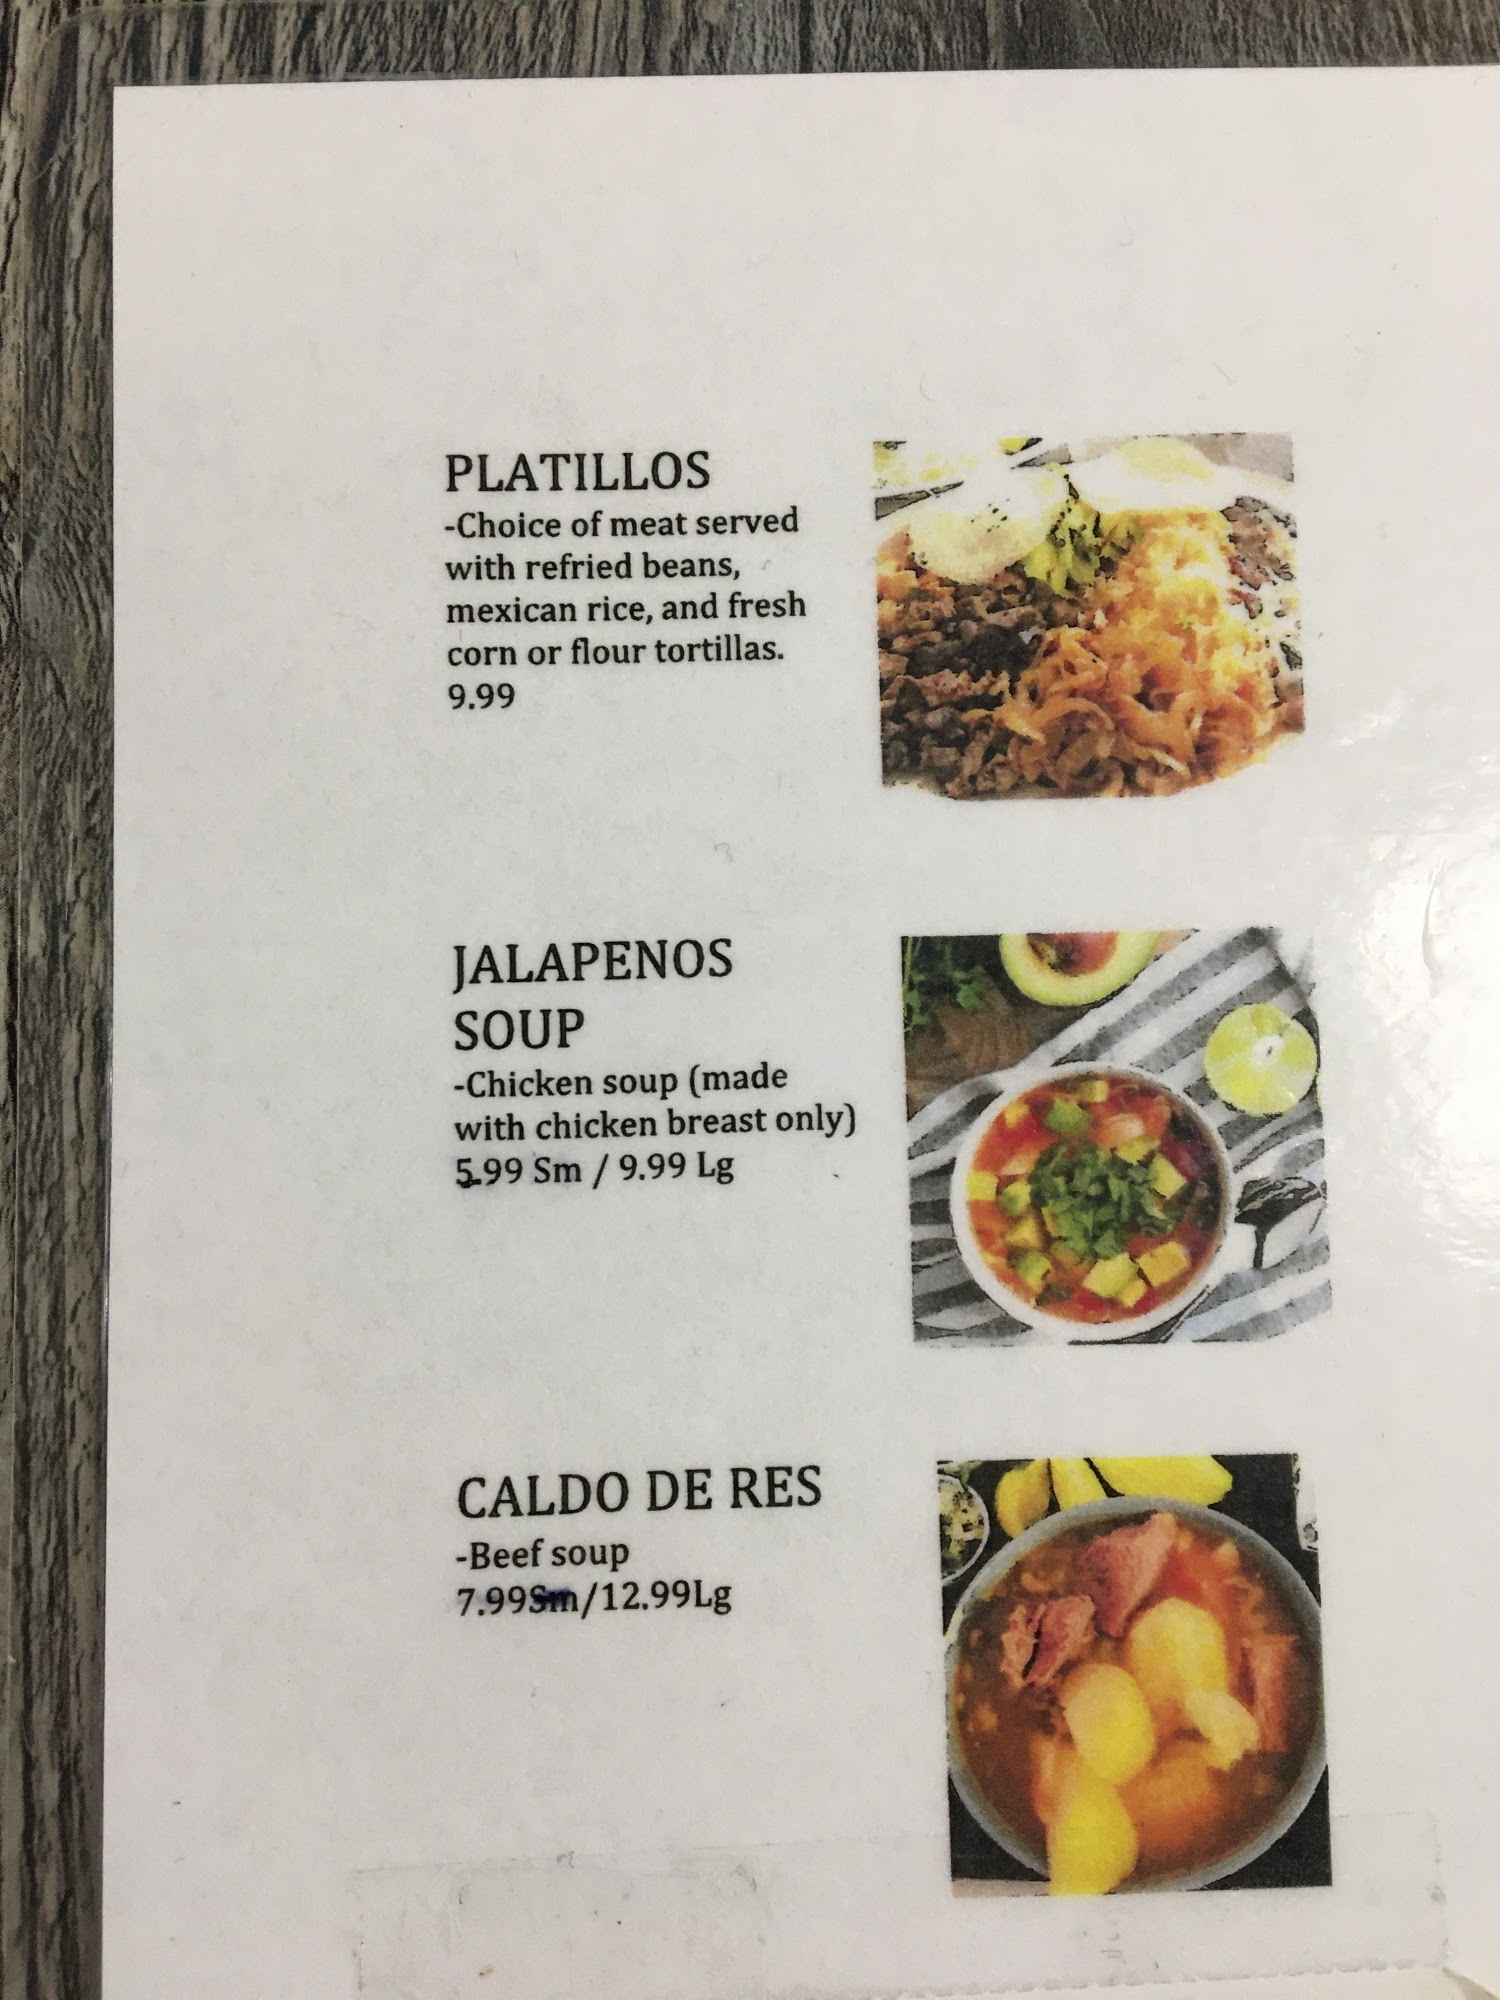 PLATILLOS
-Choice of meat served
with refried beans,
mexican rice, and fresh
corn or flour tortillas.
9.99
JALAPENOS
SOUP
-Chicken soup (made
with chicken breast only)
5.99 Sm / 9.99 Lg
CALDO DE RES
-Beef soup
7.99Sm/12.99Lg